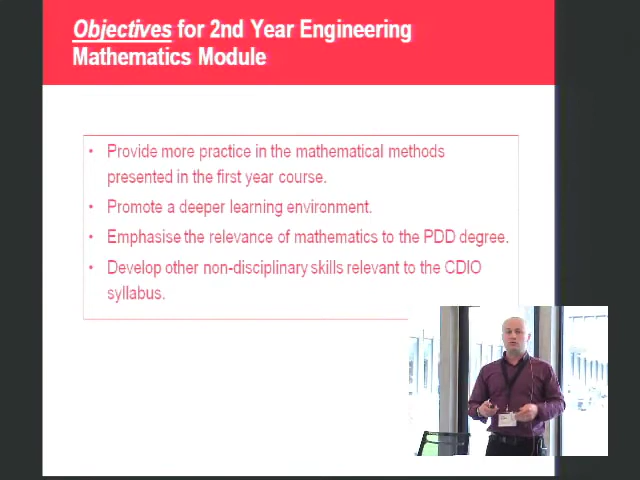 Objectives for 2nd Year Engineering
Mathematics Module
• Provide more practice in the mathematical methods
presented in the first year course.
• Promote a deeper learning environment.
• Emphasise the relevance of mathematics to the PDD degree.
• Develop other non-disciplinary skills relevant to the CDIO
syllabus.